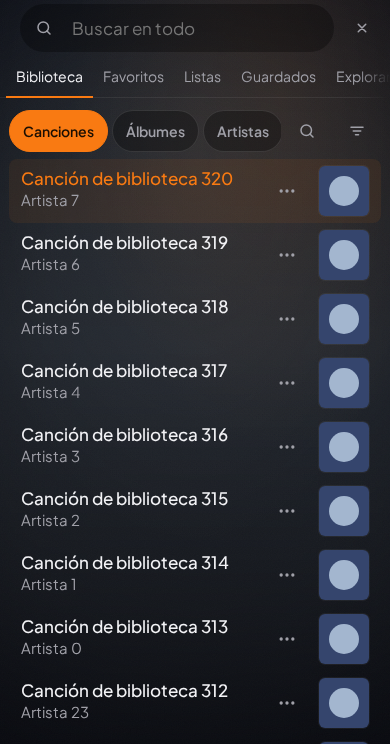 Buscar en todo
Biblioteca Favoritos Listas Guardados Explora
Canciones Álbumes Artistas
Canción de biblioteca 320
Artista 7
Canción de biblioteca 319
Artista 6
Canción de biblioteca 318
Artista 5
Canción de biblioteca 317
Artista 4
Canción de biblioteca 316
Artista 3
Canción de biblioteca 315
Artista 2
Canción de biblioteca 314
Artista 1
Canción de biblioteca 313
Artista 0
Canción de biblioteca 312
Artista 23